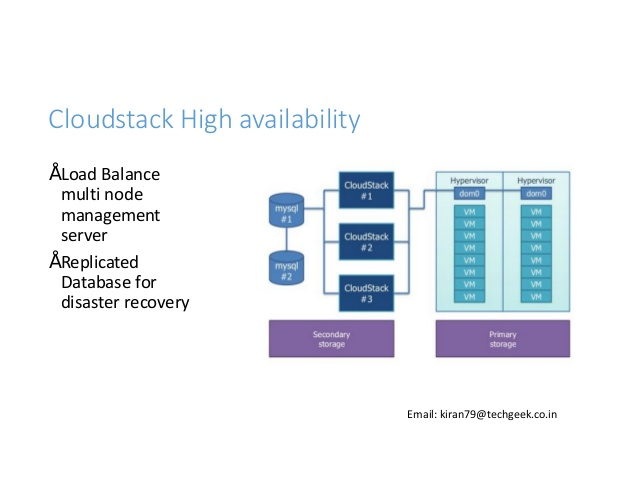 Cloudstack High availability
ÅLoad Balance
multi node
management
server
ÅReplicated
Database for
disaster recovery
mysql
#1
mysql
#2
CloudStack
#1
CloudStack
#2
CloudStack
#3
Hypervisor
dom0
VM
VM
VM
VM
VM
VM
VM
VM
Hypervisor
dom0
VM
VM
VM
VM
VM
VM
VM
VM
Secondary
storage
Primary
storage
Email: kiran79@techgeek.co.in